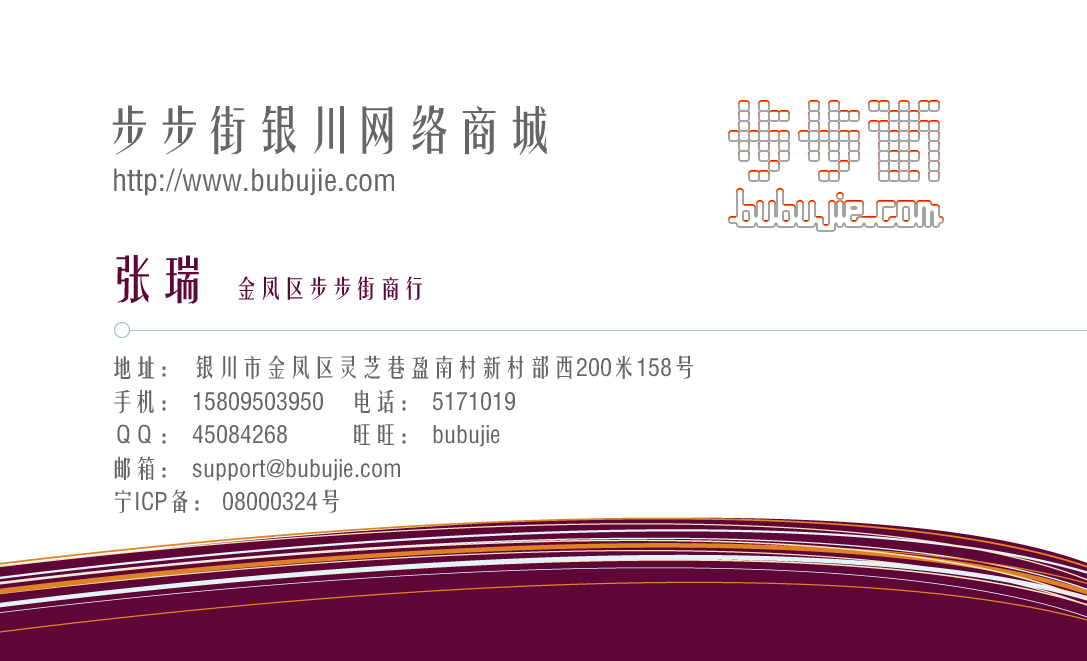 步步街银川网络商城
http://www.bubujie.com
步步街
bubujie.com
张瑞 金凤区步步街商行
地址： 银川市金凤区灵芝巷盈南村新村部西200米158号
手机： 15809503950 电话： 5171019
QQ： 45084268 旺旺： bubujie
邮箱： support@bubujie.com
宁ICP备： 08000324号